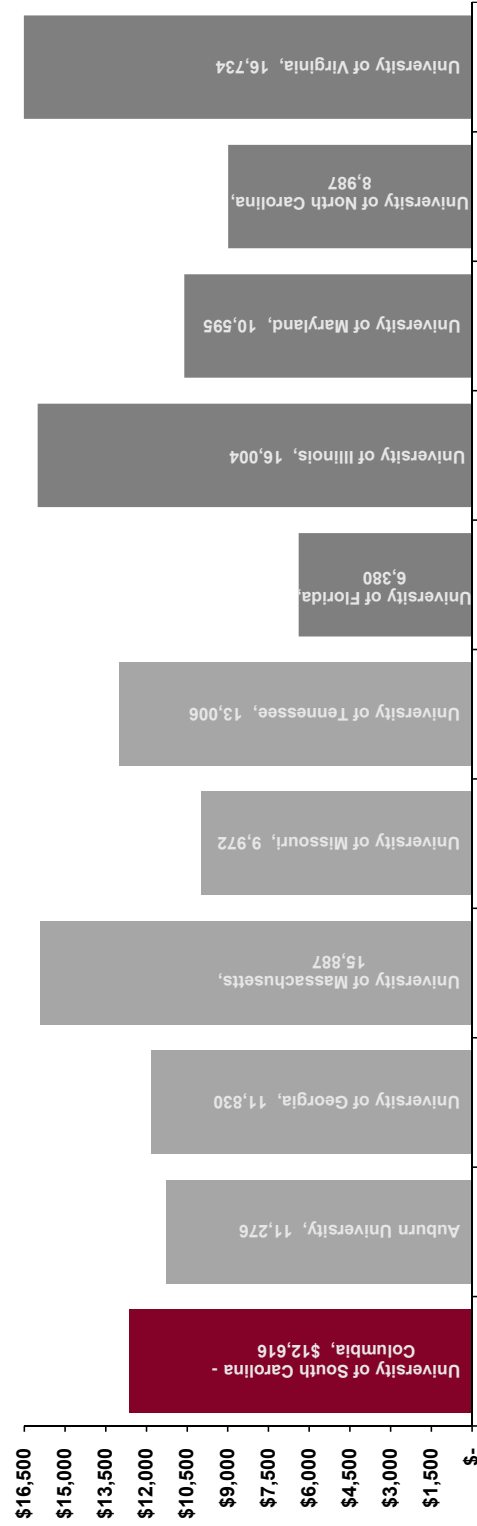 University of Virginia, 16,734
University of North Carolina,
8,987
University of Maryland, 10,595
University of Illinois, 16,004
University of Florida,
6,380
University of Tennessee, 13,006
University of Missouri, 9,972
University of Massachusetts,
15,887
University of Georgia, 11,830
Auburn University, 11,276
University of South Carolina -
Columbia, $12,616
$16,500
$15,000
$13,500
$12,000
$10,500
$9,000
$7,500
$6,000
$4,500
$3,000
$1,500
$-